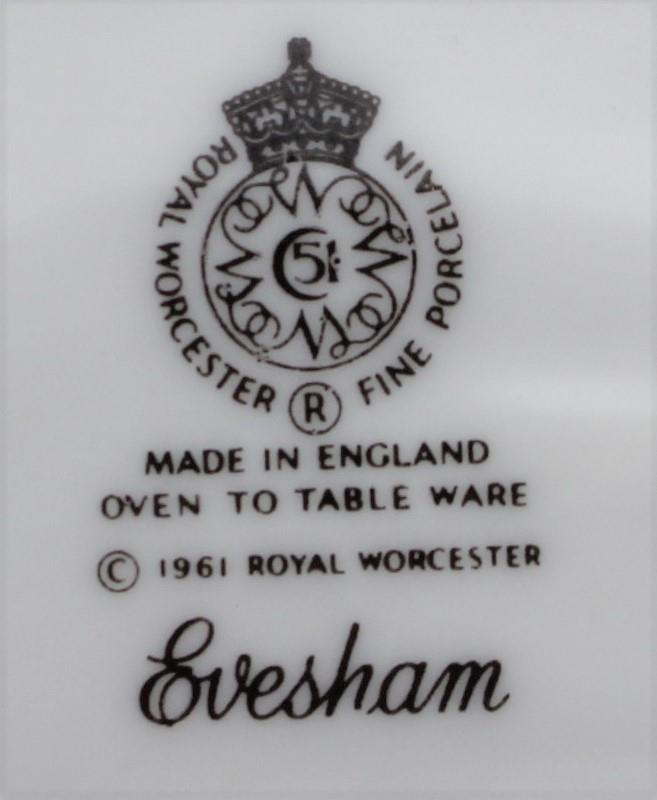 ROYAL WORCESTER ® FINE PORCELAIN
51
MADE IN ENGLAND
OVEN TO TABLE WARE
© 1961 ROYAL WORCESTER
Evesham